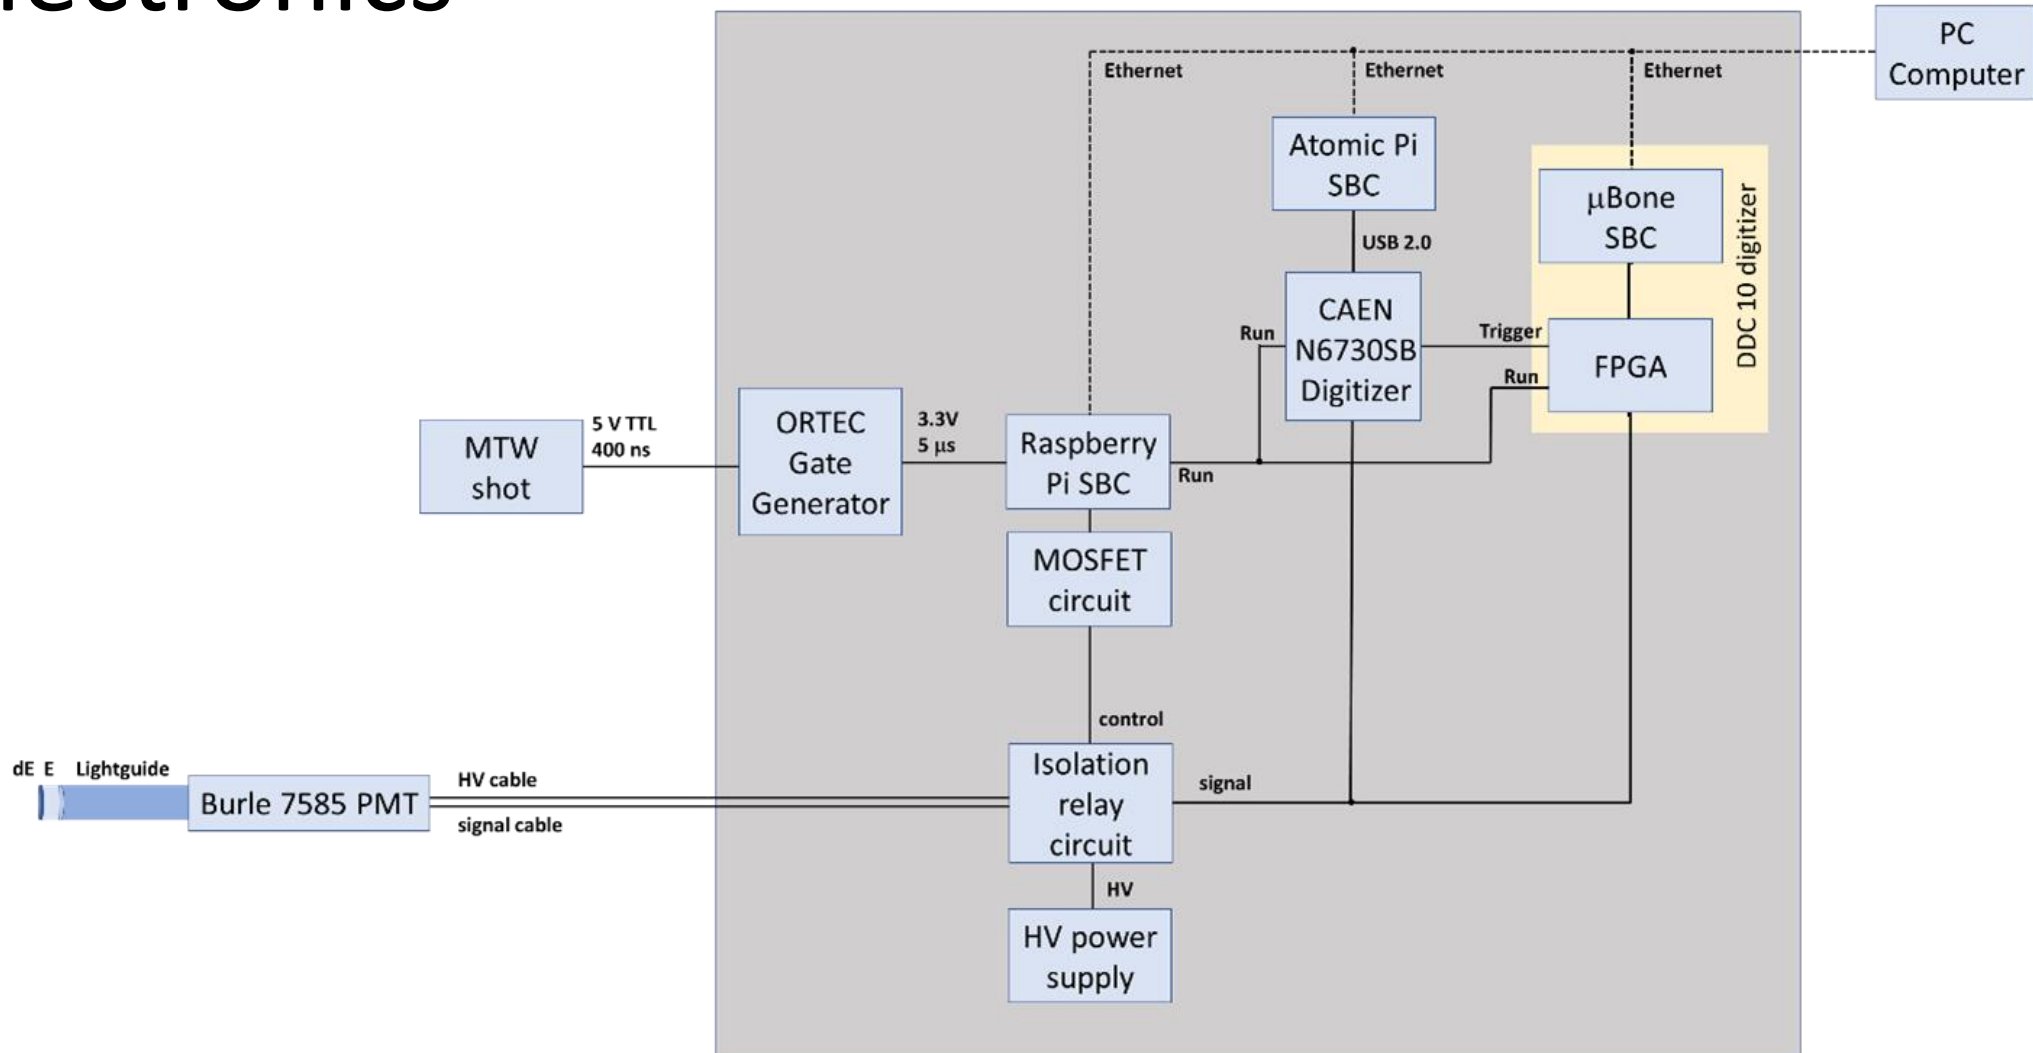 PC
Computer
Ethernet
Ethernet
Ethernet
Atomic Pi
SBC
μBone
SBC
DDC 10 digitizer
USB 2.0
CAEN
N6730SB
Digitizer
Run
Trigger
Run
FPGA
MTW
shot
5 V TTL
400 ns
ORTEC
Gate
Generator
3.3V
5 μs
Raspberry
Pi SBC
Run
MOSFET
circuit
control
dE E Lightguide
Burle 7585 PMT
HV cable
signal cable
Isolation
relay
circuit
signal
HV
HV power
supply